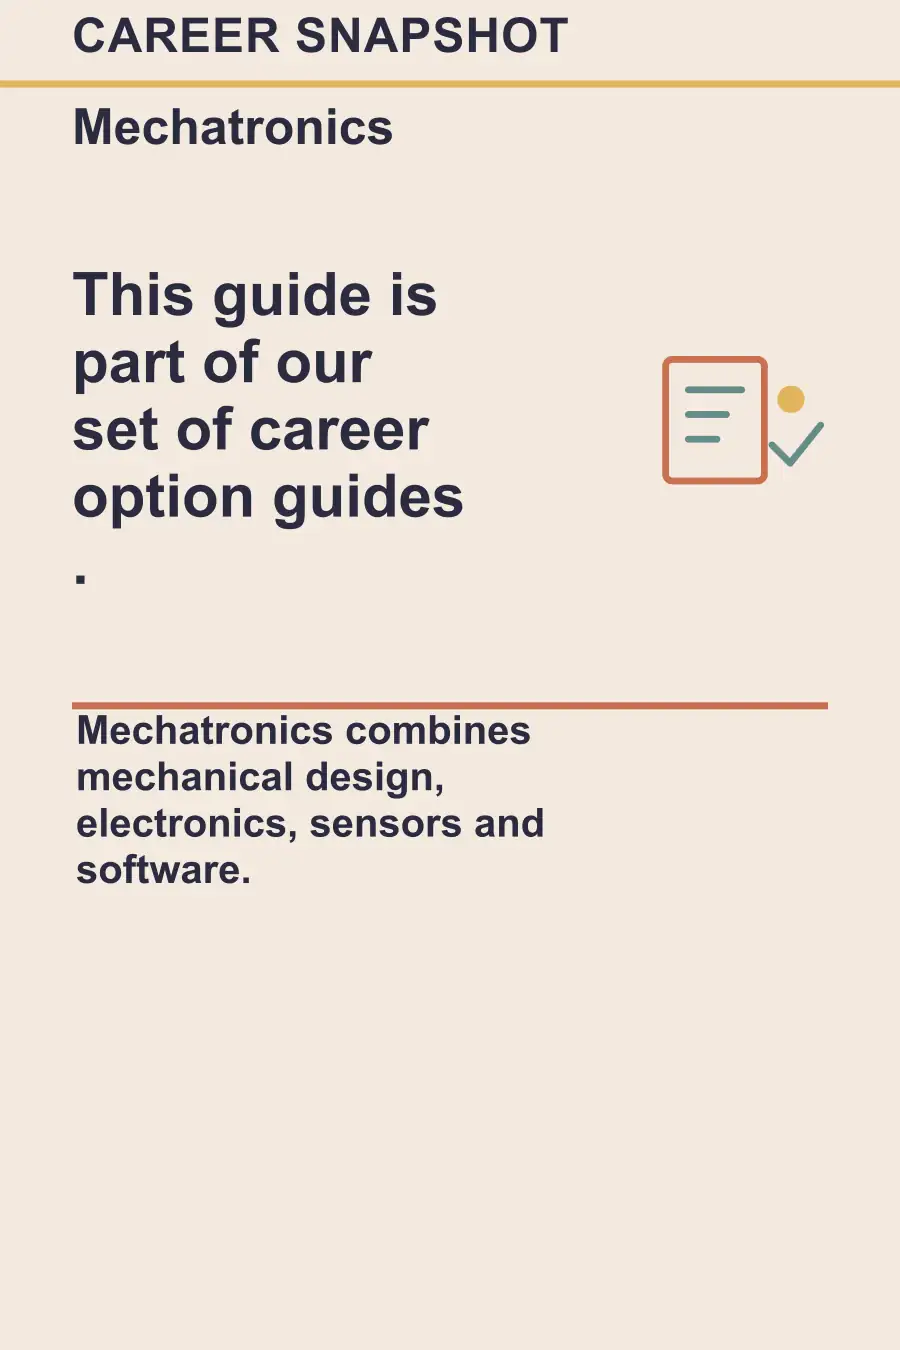 CAREER SNAPSHOT
Mechatronics
This guide is
part of our
set of career
option guides
.
Mechatronics combines
mechanical design,
electronics, sensors and
software.